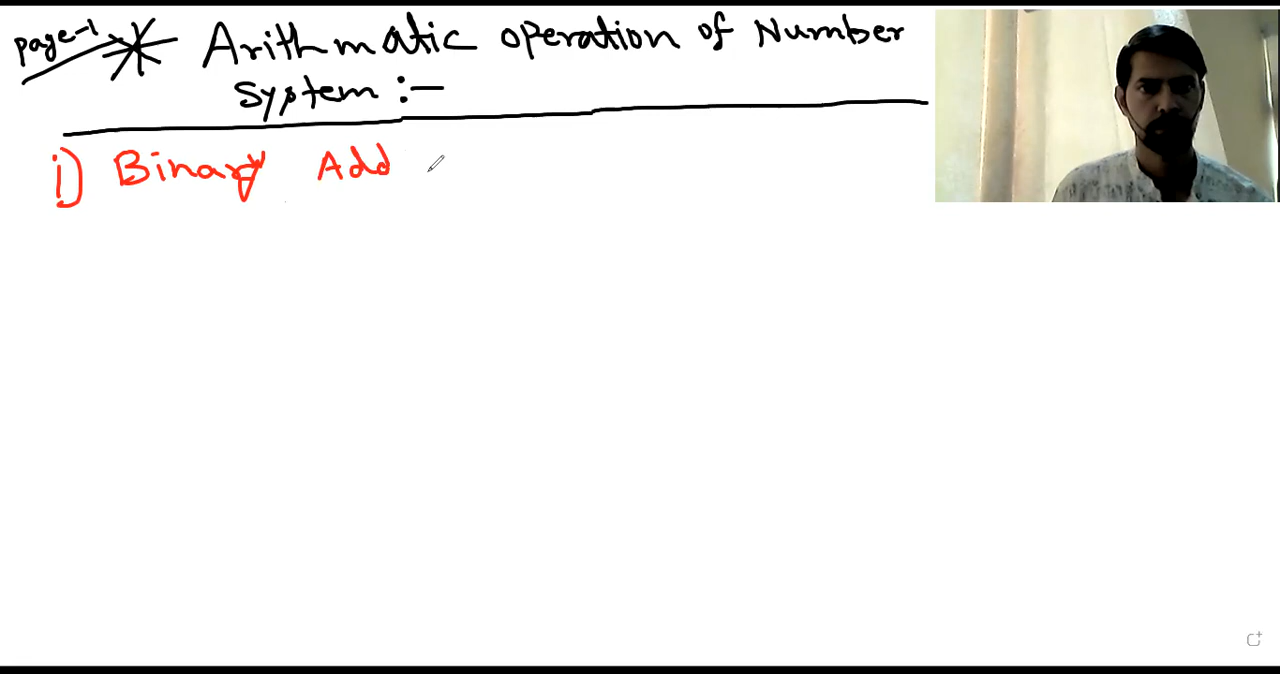 page-1
Arithmatic operation of Number
System :-
i) Binary Add